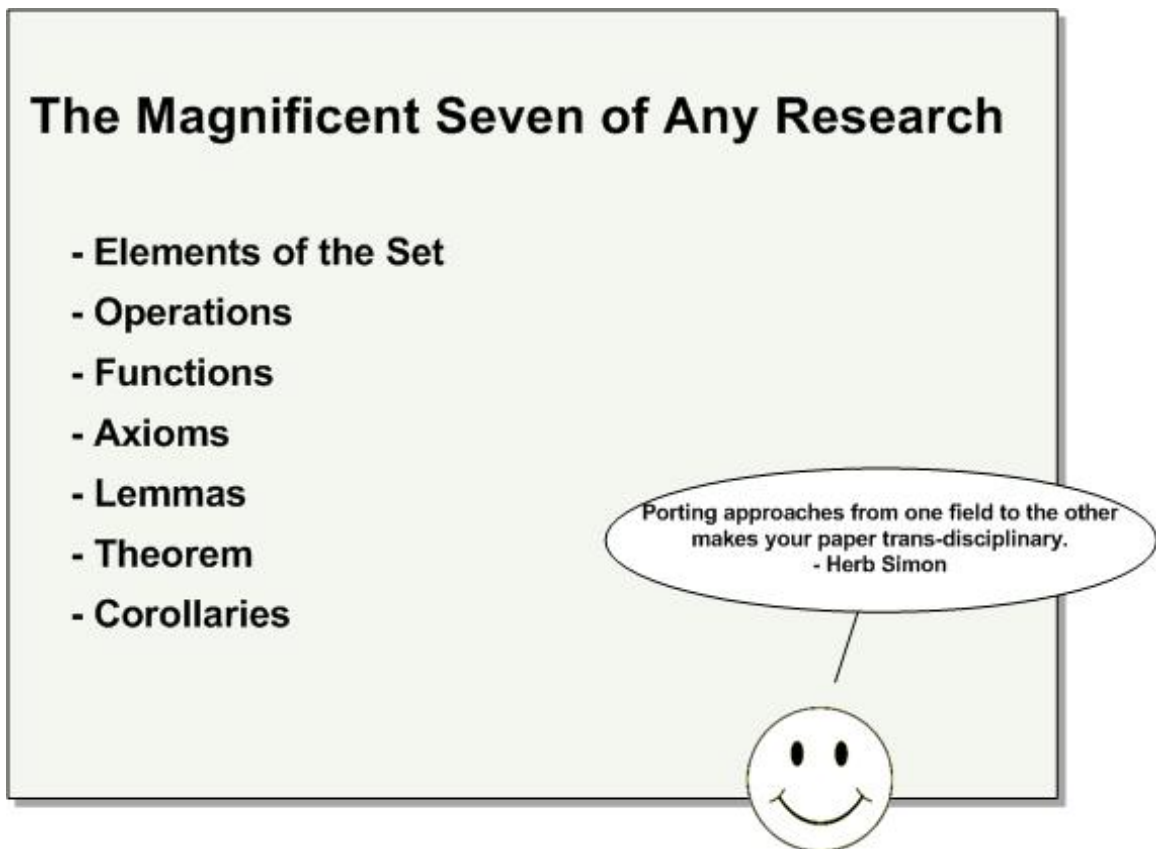 The Magnificent Seven of Any Research
- Elements of the Set
- Operations
- Functions
- Axioms
- Lemmas
- Theorem
- Corollaries
Porting approaches from one field to the other
makes your paper trans-disciplinary.
- Herb Simon